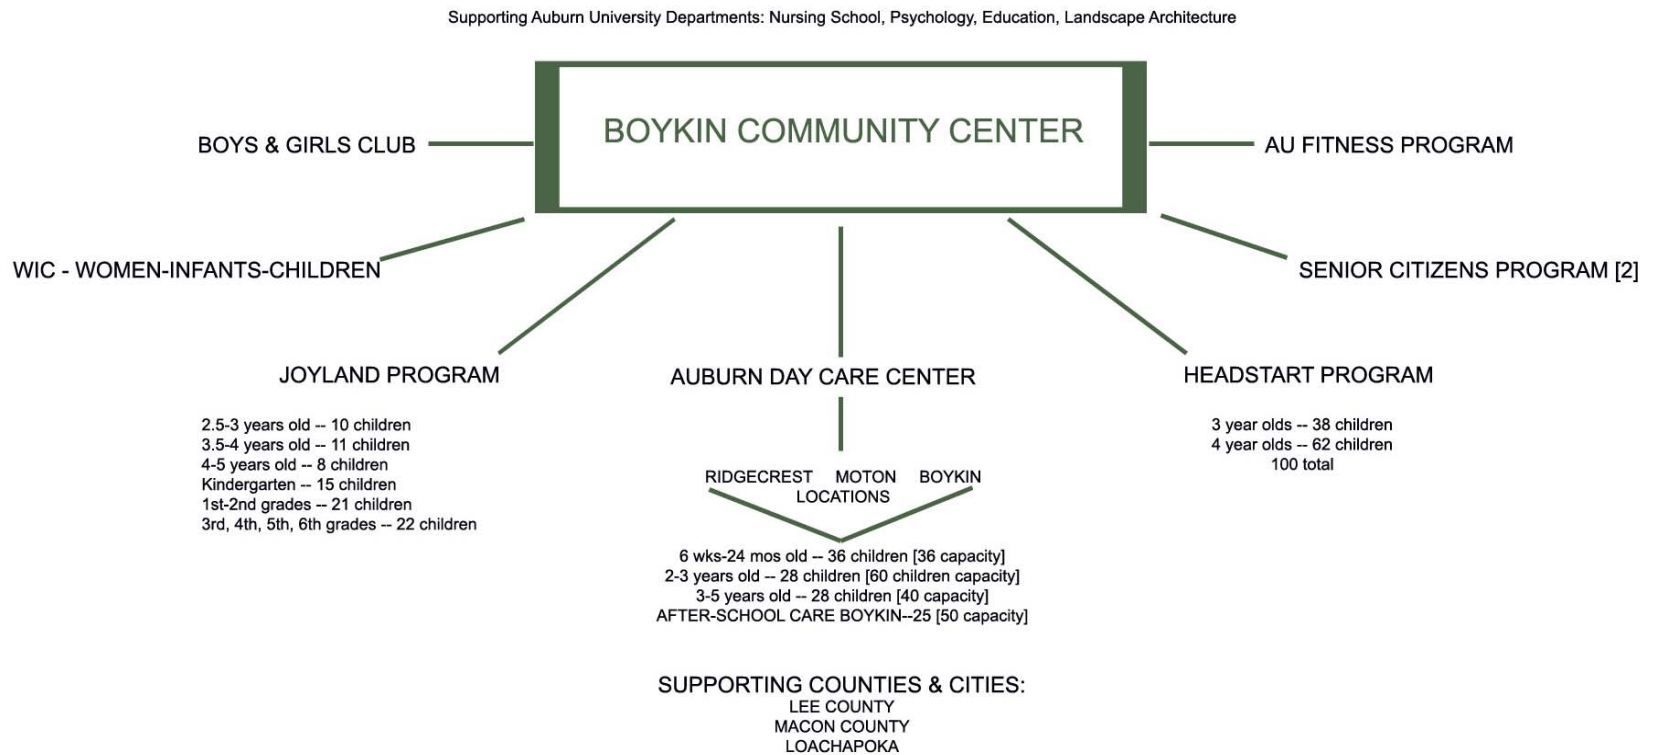 Supporting Auburn University Departments: Nursing School, Psychology, Education, Landscape Architecture
BOYKIN COMMUNITY CENTER
BOYS & GIRLS CLUB
AU FITNESS PROGRAM
WIC - WOMEN-INFANTS-CHILDREN
SENIOR CITIZENS PROGRAM [2]
JOYLAND PROGRAM
2.5-3 years old -- 10 children
3.5-4 years old -- 11 children
4-5 years old -- 8 children
Kindergarten -- 15 children
1st-2nd grades -- 21 children
3rd, 4th, 5th, 6th grades -- 22 children
AUBURN DAY CARE CENTER
RIDGECREST MOTON BOYKIN
LOCATIONS
6 wks-24 mos old -- 36 children [36 capacity]
2-3 years old -- 28 children [60 children capacity]
3-5 years old -- 28 children [40 capacity]
AFTER-SCHOOL CARE BOYKIN--25 [50 capacity]
HEADSTART PROGRAM
3 year olds -- 38 children
4 year olds -- 62 children
100 total
SUPPORTING COUNTIES & CITIES:
LEE COUNTY
MACON COUNTY
LOACHAPOKA